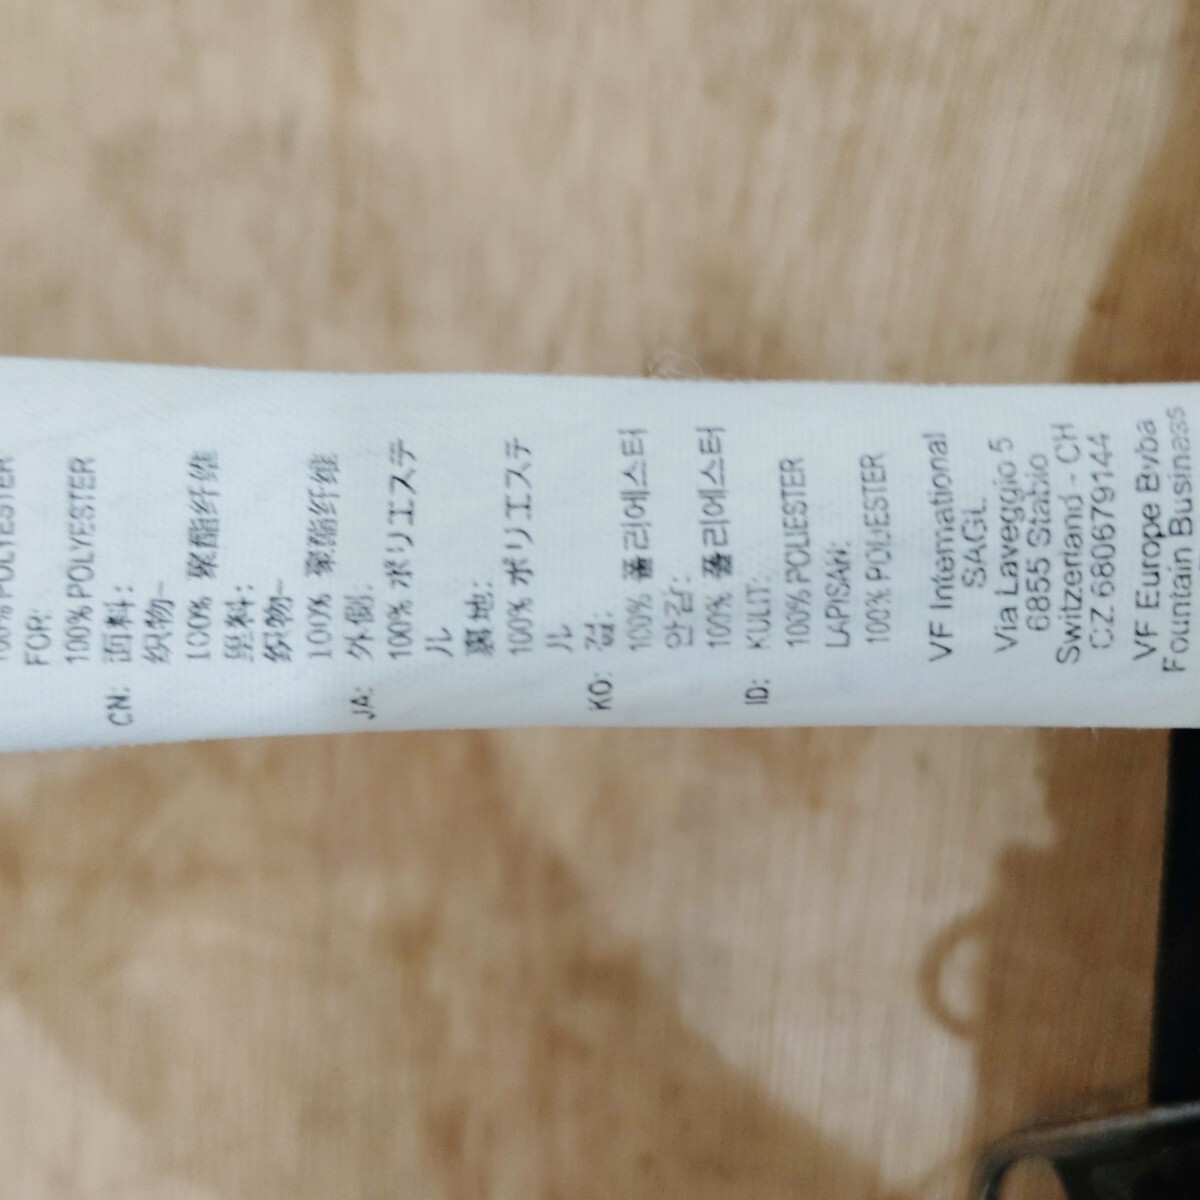 100% POLYESTER
FOR:
100% POLYESTER
CN: 面料:
织物-
100% 聚酯纤维
里料:
织物-
100% 聚酯纤维
JA: 外側:
100% ポリエステ
ル
裏地:
100% ポリエステ
ル
KO: 겉:
100% 폴리에스터
안감:
100% 폴리에스터
ID: KULIT:
100% POLIESTER
LAPISAN:
100% POLIESTER
VF International
SAGL
Via Laveggio 5
6855 Stabio
Switzerland - CH
CZ 680679144
VF Europe Bvba
Fountain Business